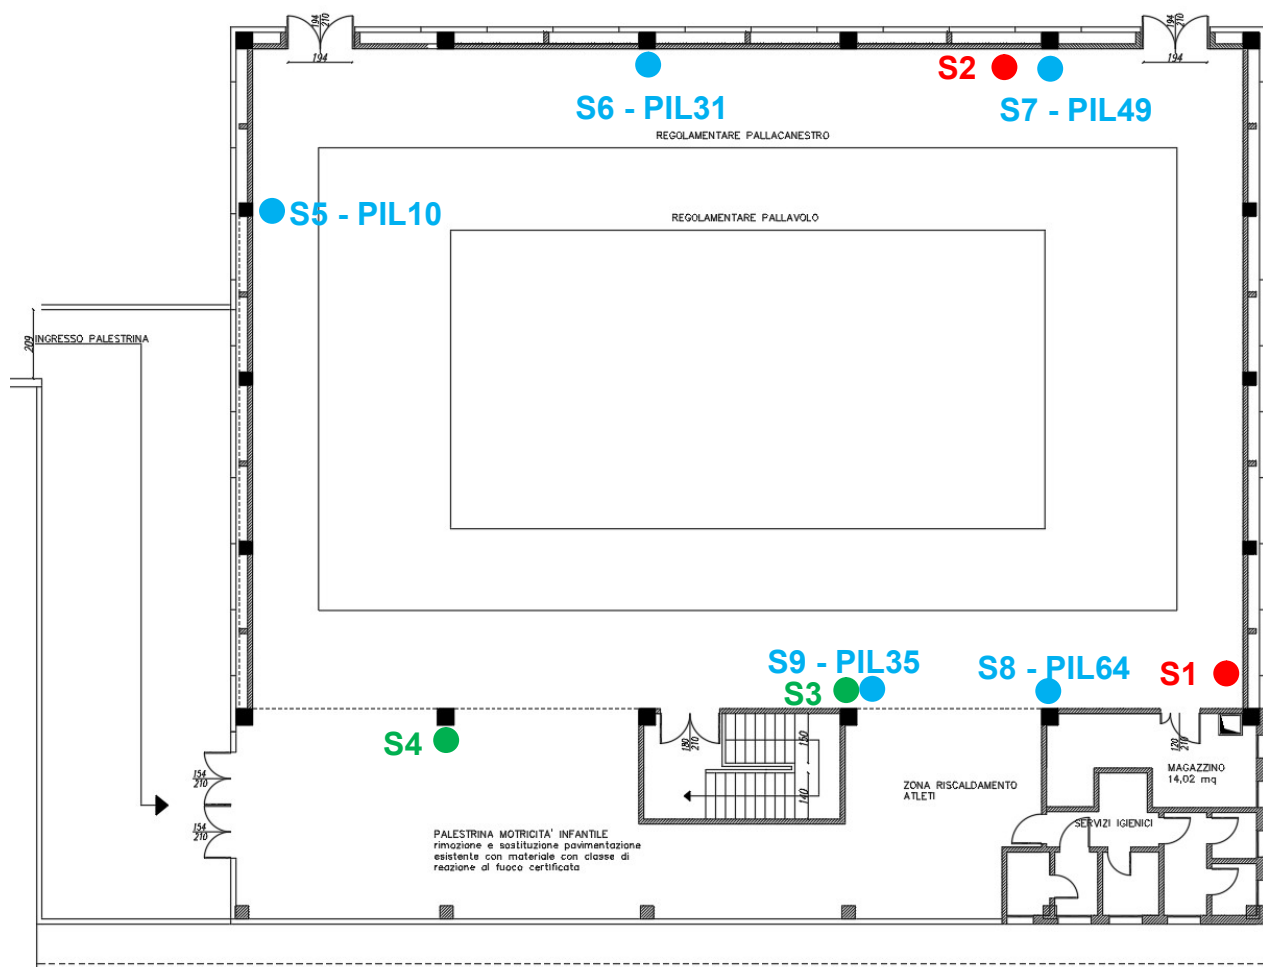 194
210
194
210
194
194
S2
S6 - PIL31
S7 - PIL49
REGOLAMENTARE PALLACANESTRO
S5 - PIL10
REGOLAMENTARE PALLAVOLO
209
INGRESSO PALESTRINA
S9 - PIL35
S8 - PIL64
S1
S3
S4
180
210
150
120
210
154
210
MAGAZZINO
14,02 mq
140
ZONA RISCALDAMENTO
ATLETI
154
210
SERVIZI IGIENICI
PALESTRINA MOTRICITA' INFANTILE
rimozione e sostituzione pavimentazione
esistente con materiale con classe di
reazione al fuoco certificata